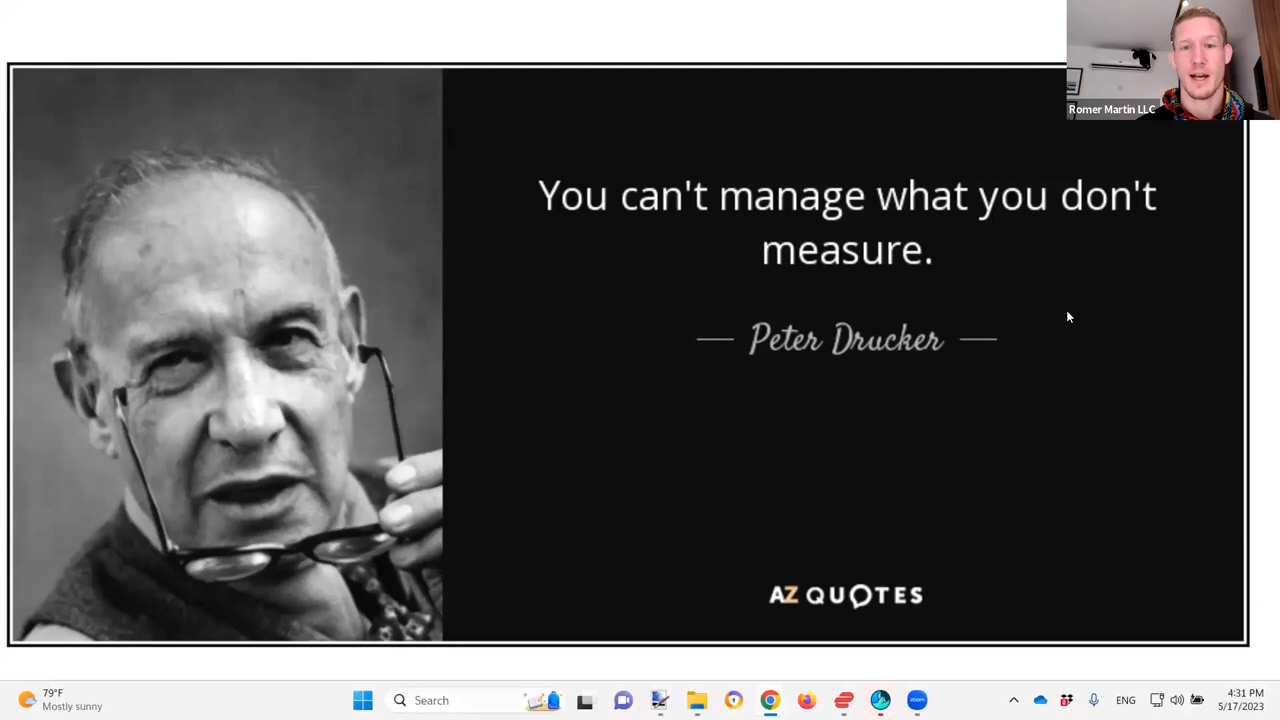 Romer Martin LLC
You can't manage what you don't
measure.
Peter Drucker
AZ QUOTES
79°F
Mostly sunny
Search
zoom
ENG
4:31 PM
5/17/2023